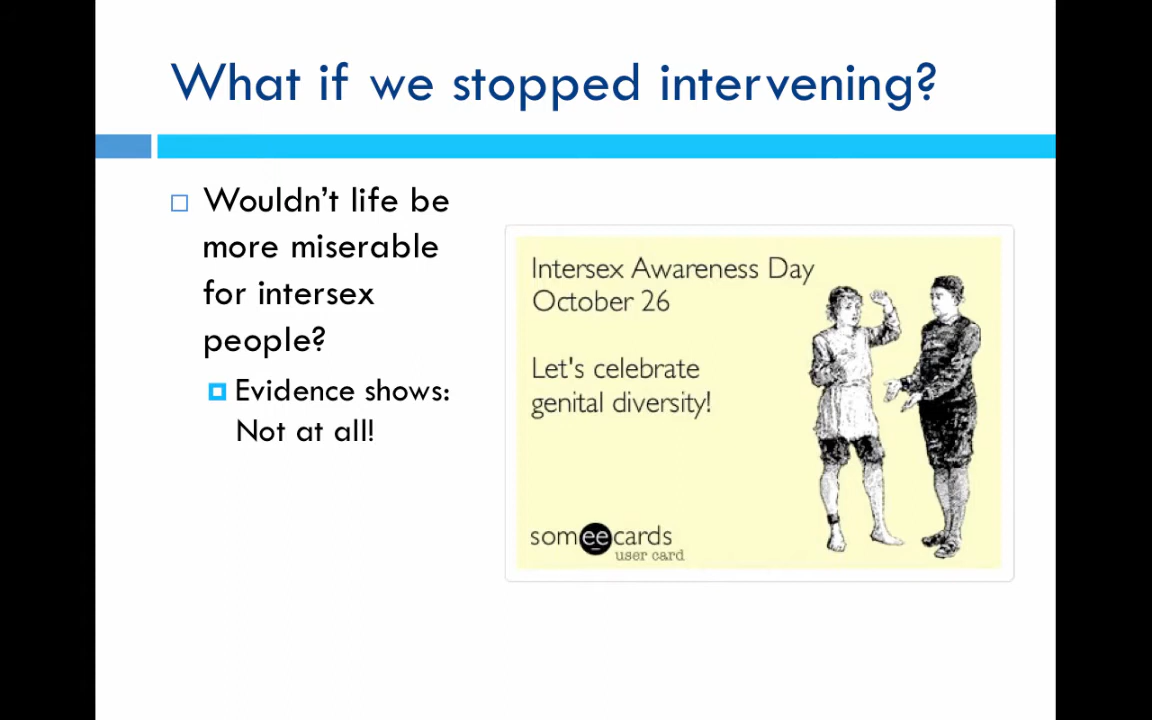 What if we stopped intervening?
Wouldn't life be
more miserable
for intersex
people?
Evidence shows:
Not at all!
Intersex Awareness Day
October 26
Let's celebrate
genital diversity!
someecards
user card